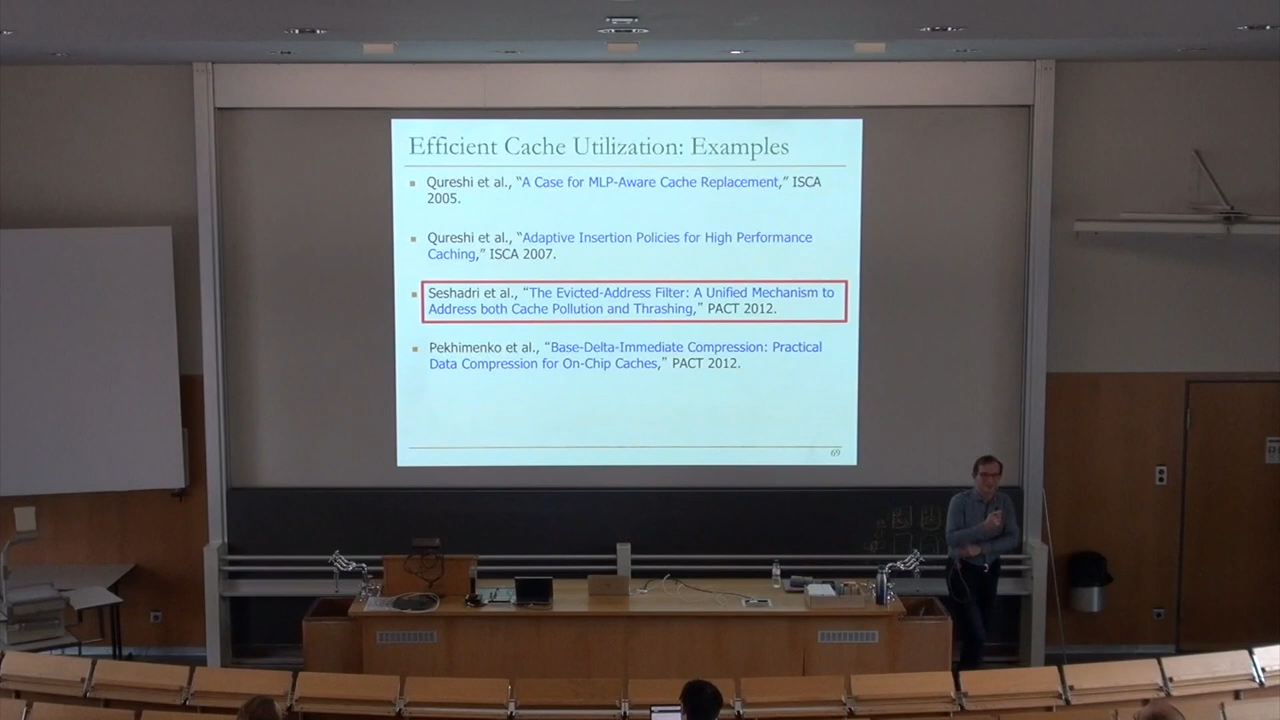 Efficient Cache Utilization: Examples
Qureshi et al., “A Case for MLP-Aware Cache Replacement,” ISCA
2005.
Qureshi et al., “Adaptive Insertion Policies for High Performance
Caching,” ISCA 2007.
Seshadri et al., “The Evicted-Address Filter: A Unified Mechanism to
Address both Cache Pollution and Thrashing,” PACT 2012.
Pekhimenko et al., “Base-Delta-Immediate Compression: Practical
Data Compression for On-Chip Caches,” PACT 2012.
69